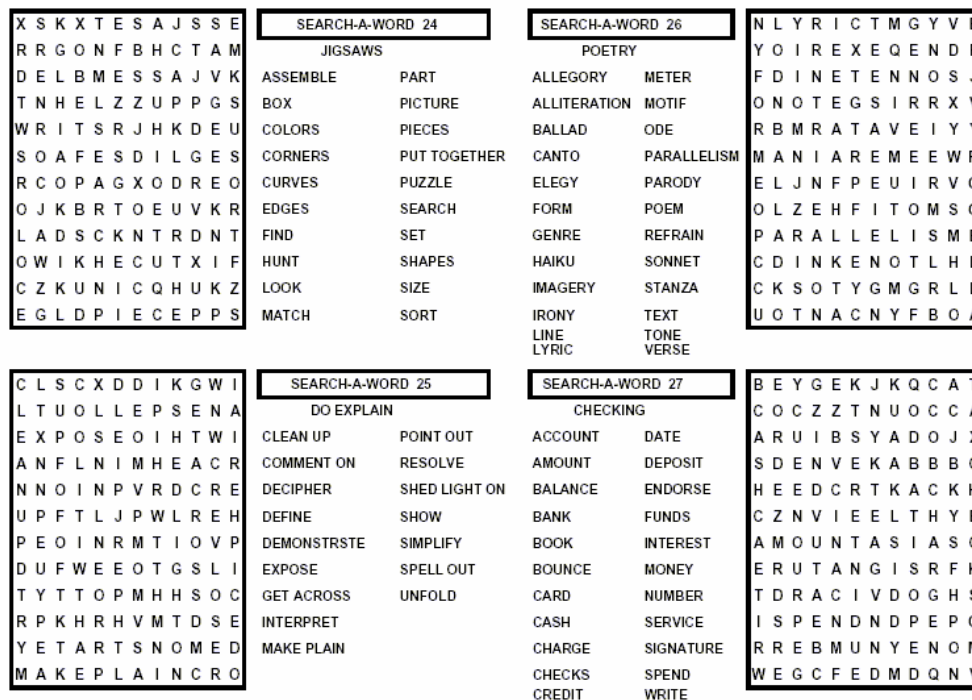 X S K X T E S A J S S E
R R G O N F B H C T A M
D E L B M E S S A J V K
T N H E L Z Z U P P G S
W R I T S R J H K D E U
S O A F E S D I L G E S
R C O P A G X O D R E O
O J K B R T O E U V K R
L A D S C K N T R D N T
O W I K H E C U T X I F
C Z K U N I C Q H U K Z
E G L D P I E C E P P S
SEARCH-A-WORD 24
JIGSAWS
ASSEMBLE PART
BOX PICTURE
COLORS PIECES
CORNERS PUT TOGETHER
CURVES PUZZLE
EDGES SEARCH
FIND SET
HUNT SHAPES
LOOK SIZE
MATCH SORT
SEARCH-A-WORD 26
POETRY
ALLEGORY METER
ALLITERATION MOTIF
BALLAD ODE
CANTO PARALLELISM
ELEGY PARODY
FORM POEM
GENRE REFRAIN
HAIKU SONNET
IMAGERY STANZA
IRONY TEXT
LINE TONE
LYRIC VERSE
N L Y R I C T M G Y V
Y O I R E X E Q E N D
F D I N E T E N N O S
O N O T E G S I R R X
R B M R A T A V E I Y
M A N I A R E M E E W
E L J N F P E U I R V
O L Z E H F I T O M S
P A R A L L E L I S M
C D I N K E N O T L H
C K S O T Y G M G R L
U O T N A C N Y F B O
C L S C X D D I K G W I
L T U O L L E P S E N A
E X P O S E O I H T W I
A N F L N I M H E A C R
N N O I N P V R D C R E
U P F T L J P W L R E H
P E O I N R M T I O V P
D U F W E E O T G S L I
T Y T T O P M H H S O C
R P K H R H V M T D S E
Y E T A R T S N O M E D
M A K E P L A I N C R O
SEARCH-A-WORD 25
DO EXPLAIN
CLEAN UP POINT OUT
COMMENT ON RESOLVE
DECIPHER SHED LIGHT ON
DEFINE SHOW
DEMONSTRSTE SIMPLIFY
EXPOSE SPELL OUT
GET ACROSS UNFOLD
INTERPRET
MAKE PLAIN
SEARCH-A-WORD 27
CHECKING
ACCOUNT DATE
AMOUNT DEPOSIT
BALANCE ENDORSE
BANK FUNDS
BOOK INTEREST
BOUNCE MONEY
CARD NUMBER
CASH SERVICE
CHARGE SIGNATURE
CHECKS SPEND
CREDIT WRITE
B E Y G E K J K Q C A
C O C Z Z T N U O C C
A R U I B S Y A D O J
S D E N V E K A B B B
H E E D C R T K A C K
C Z N V I E E L T H Y
A M O U N T A S I A S
E R U T A N G I S R F
T D R A C I V D O G H
I S P E N D N D P E P
R R E B M U N Y E N O
W E G C F E D M D Q N